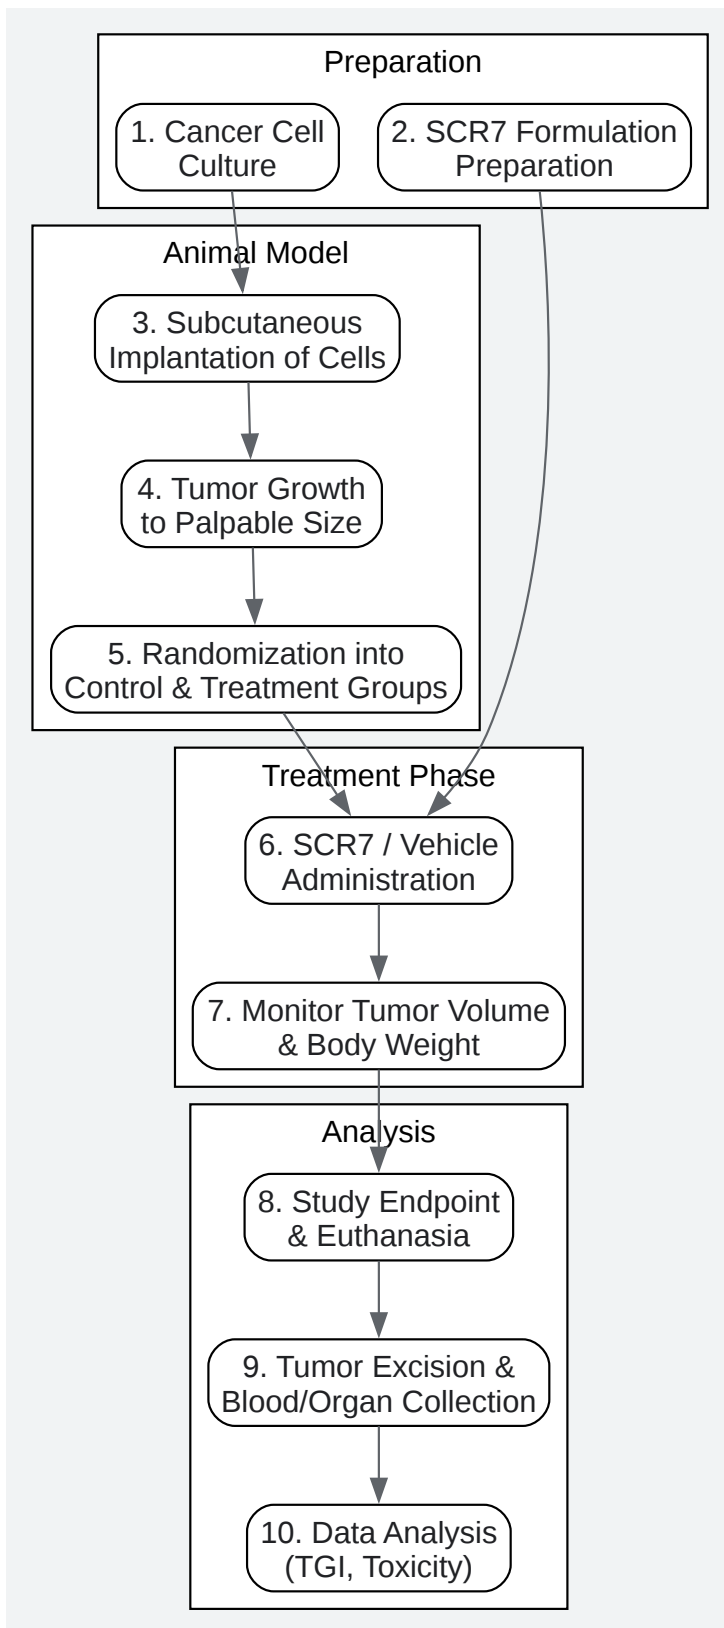 Preparation
1. Cancer Cell
Culture
2. SCR7 Formulation
Preparation
Animal Model
3. Subcutaneous
Implantation of Cells
4. Tumor Growth
to Palpable Size
5. Randomization into
Control & Treatment Groups
Treatment Phase
6. SCR7 / Vehicle
Administration
7. Monitor Tumor Volume
& Body Weight
Analysis
8. Study Endpoint
& Euthanasia
9. Tumor Excision &
Blood/Organ Collection
10. Data Analysis
(TGI, Toxicity)